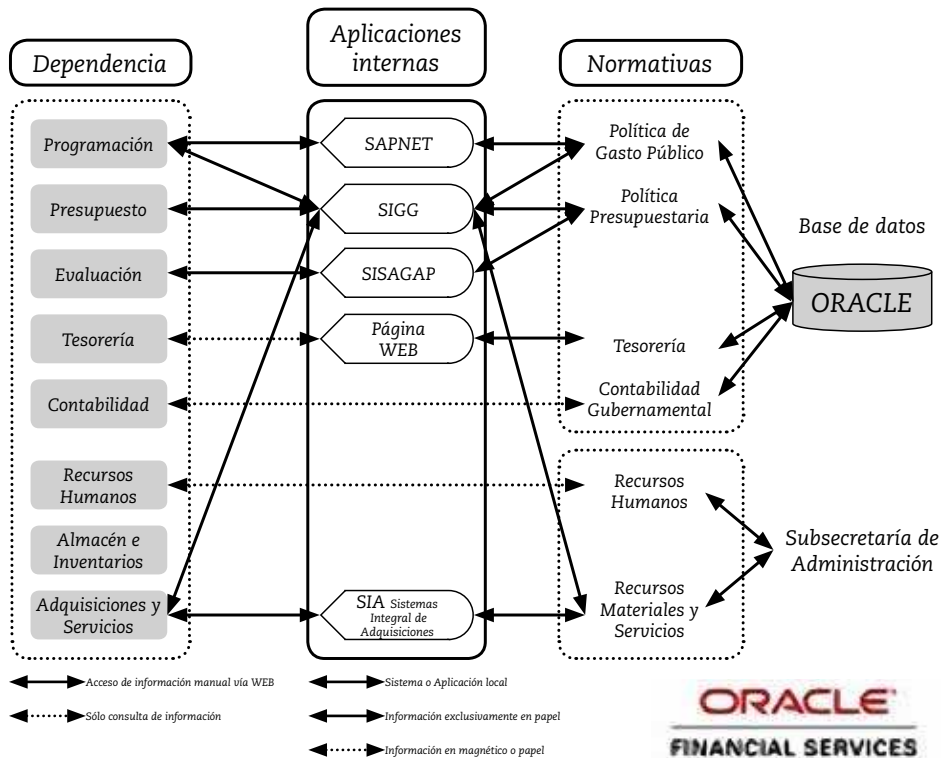 Dependencia
Aplicaciones
internas
Normativas
Programación
Presupuesto
Evaluación
Tesorería
Contabilidad
Recursos
Humanos
Almacén e
Inventarios
Adquisiciones y
Servicios
SAPNET
SIGG
SISAGAP
Página
WEB
SIA Sistemas
Integral de
Adquisiciones
Política de
Gasto Público
Política
Presupuestaria
Tesorería
Contabilidad
Gubernamental
Recursos
Humanos
Recursos
Materiales y
Servicios
Base de datos
ORACLE
Subsecretaría de
Administración
Acceso de información manual vía WEB
Sólo consulta de información
Sistema o Aplicación local
Información exclusivamente en papel
Información en magnético o papel
ORACLE
FINANCIAL SERVICES